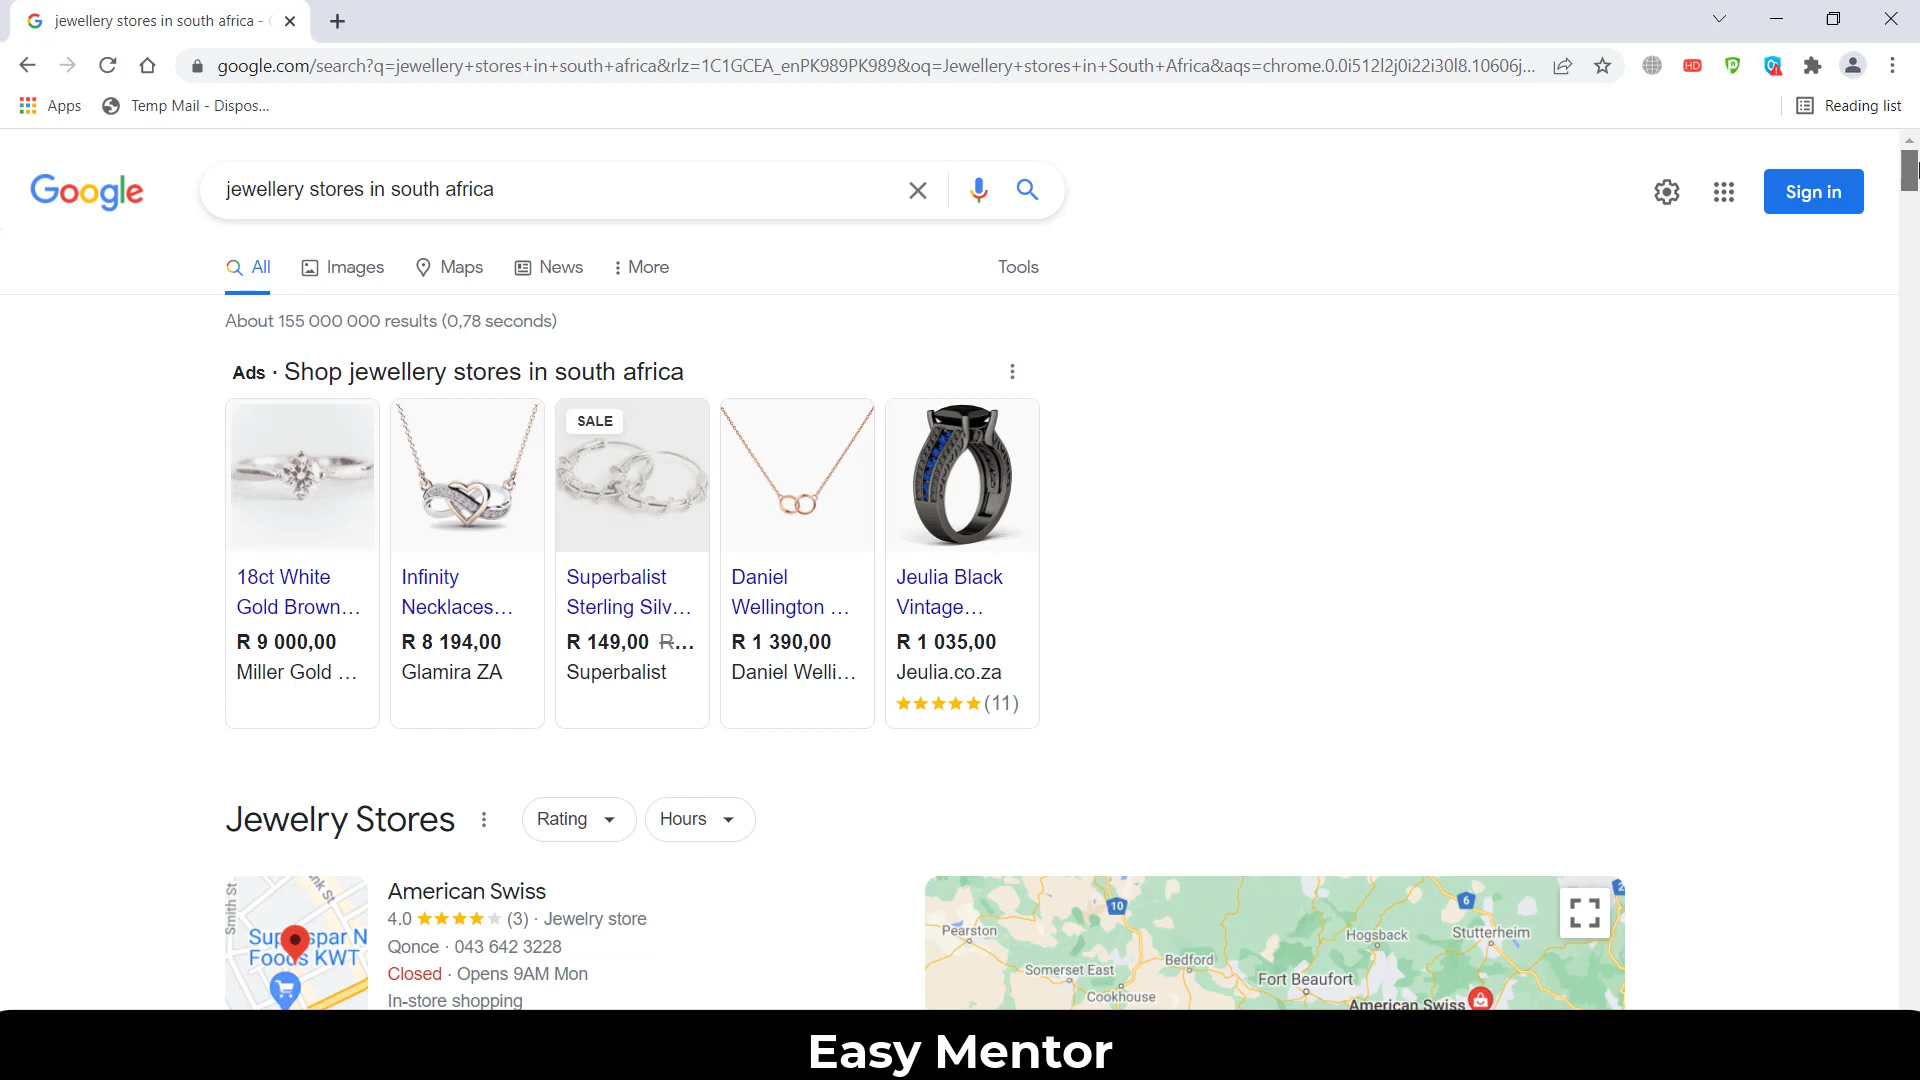 jewellery stores in south africa -
google.com/search?q=jewellery+stores+in+south+africa&rlz=1C1GCEA_enPK989PK989&oq=Jewellery+stores+in+South+Africa&aqs=chrome.0.0i512l2j0i22i30l8.10606j...
HD
Apps
Temp Mail - Dispos...
Reading list
Google
jewellery stores in south africa
Sign in
All
Images
Maps
News
More
Tools
About 155 000 000 results (0,78 seconds)
Ads · Shop jewellery stores in south africa
SALE
18ct White
Gold Brown...
R 9 000,00
Miller Gold ...
Infinity
Necklaces...
R 8 194,00
Glamira ZA
Superbalist
Sterling Silv...
R 149,00 R...
Superbalist
Daniel
Wellington ...
R 1 390,00
Daniel Welli...
Jeulia Black
Vintage...
R 1 035,00
Jeulia.co.za
(11)
Jewelry Stores
Rating
Hours
Smith St
nk St
Sup spar N
Foods KWT
American Swiss
4.0 (3) · Jewelry store
Qonce · 043 642 3228
Closed · Opens 9AM Mon
In-store shopping
10
6
2
Pearston
Hogsback
Stutterheim
Somerset East
Bedford
Fort Beaufort
Cookhouse
American Swiss
Easy Mentor